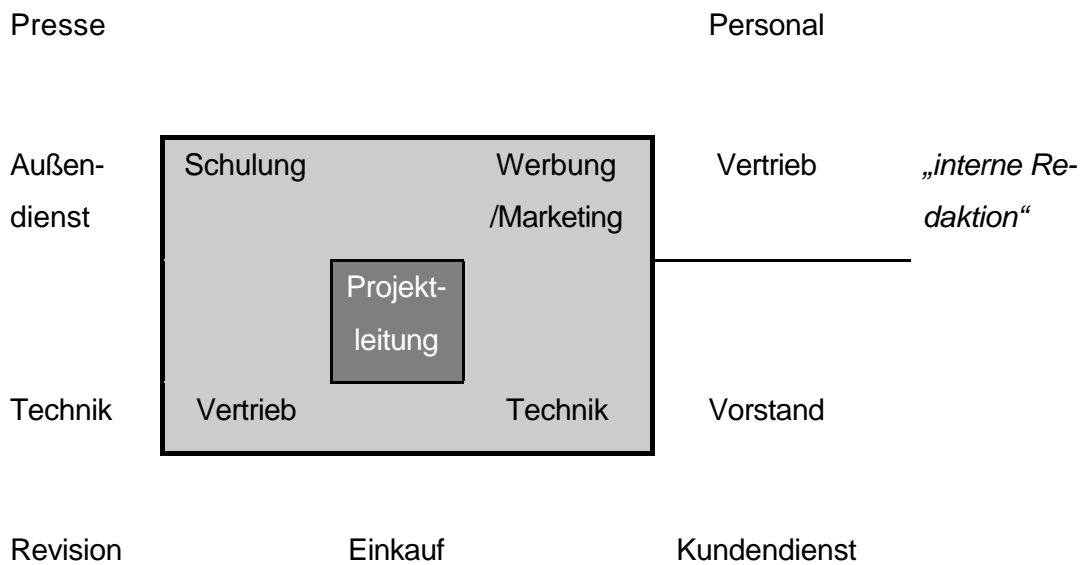 Presse Personal
Außen- Schulung Werbung Vertrieb „interne Re-
dienst /Marketing daktion“
Projekt-
leitung
Technik Vertrieb Technik Vorstand
Revision Einkauf Kundendienst